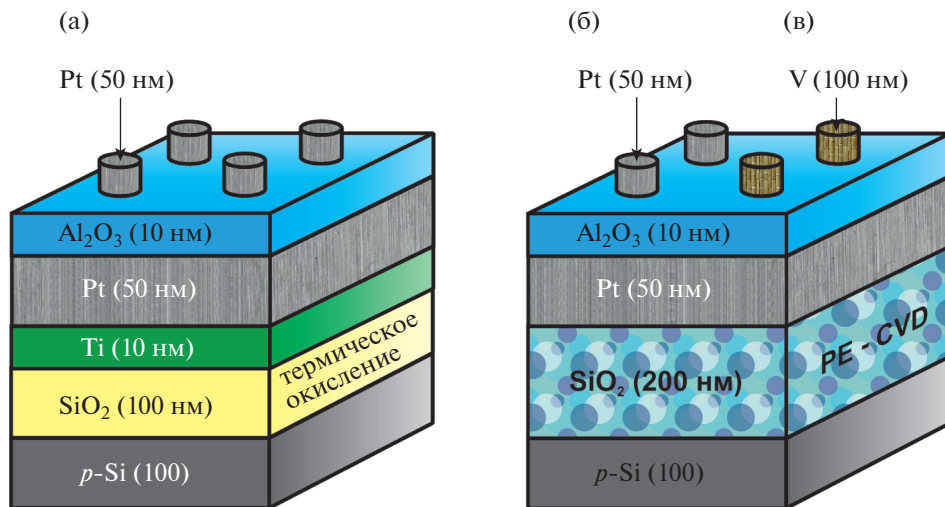 (а)
Pt (50 нм)
Al₂O₃ (10 нм)
Pt (50 нм)
Ti (10 нм)
SiO₂ (100 нм)
p-Si (100)
термическое
окисление
(б)
(в)
Pt (50 нм)
V (100 нм)
Al₂O₃ (10 нм)
Pt (50 нм)
SiO₂ (200 нм)
p-Si (100)
PE - CVD